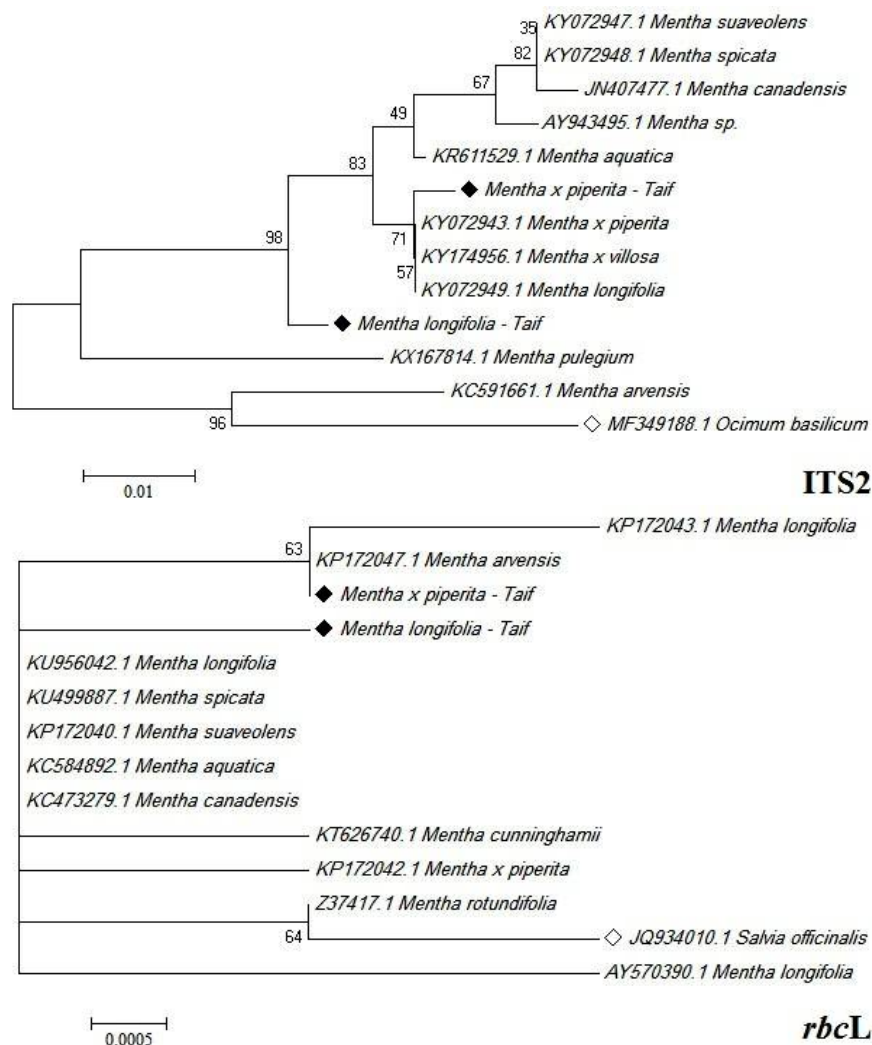 35
KY072947.1 Mentha suaveolens
82
KY072948.1 Mentha spicata
67
JN407477.1 Mentha canadensis
49
AY943495.1 Mentha sp.
83
KR611529.1 Mentha aquatica
Mentha x piperita - Taif
98
71
KY072943.1 Mentha x piperita
KY174956.1 Mentha x villosa
57
KY072949.1 Mentha longifolia
Mentha longifolia - Taif
KX167814.1 Mentha pulegium
KC591661.1 Mentha arvensis
96
MF349188.1 Ocimum basilicum
0.01
ITS2
KP172043.1 Mentha longifolia
63
KP172047.1 Mentha arvensis
Mentha x piperita - Taif
Mentha longifolia - Taif
KU956042.1 Mentha longifolia
KU499887.1 Mentha spicata
KP172040.1 Mentha suaveolens
KC584892.1 Mentha aquatica
KC473279.1 Mentha canadensis
KT626740.1 Mentha cunninghamii
KP172042.1 Mentha x piperita
Z37417.1 Mentha rotundifolia
64
JQ934010.1 Salvia officinalis
AY570390.1 Mentha longifolia
0.0005
rbcL